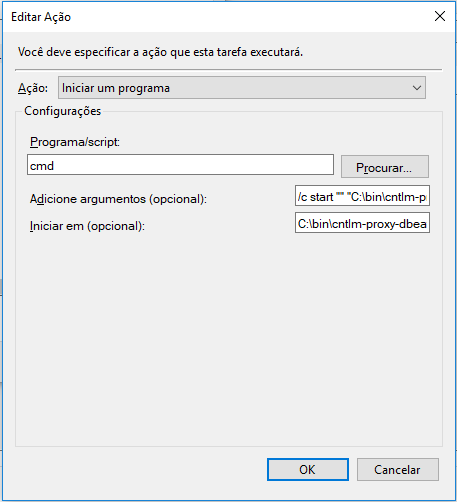 Editar Ação
Você deve especificar a ação que esta tarefa executará.
Ação: Iniciar um programa
Configurações
Programa/script:
cmd
Procurar...
Adicione argumentos (opcional): /c start "" "C:\bin\cntlm-p
Iniciar em (opcional): C:\bin\cntlm-proxy-dbea
OK
Cancelar